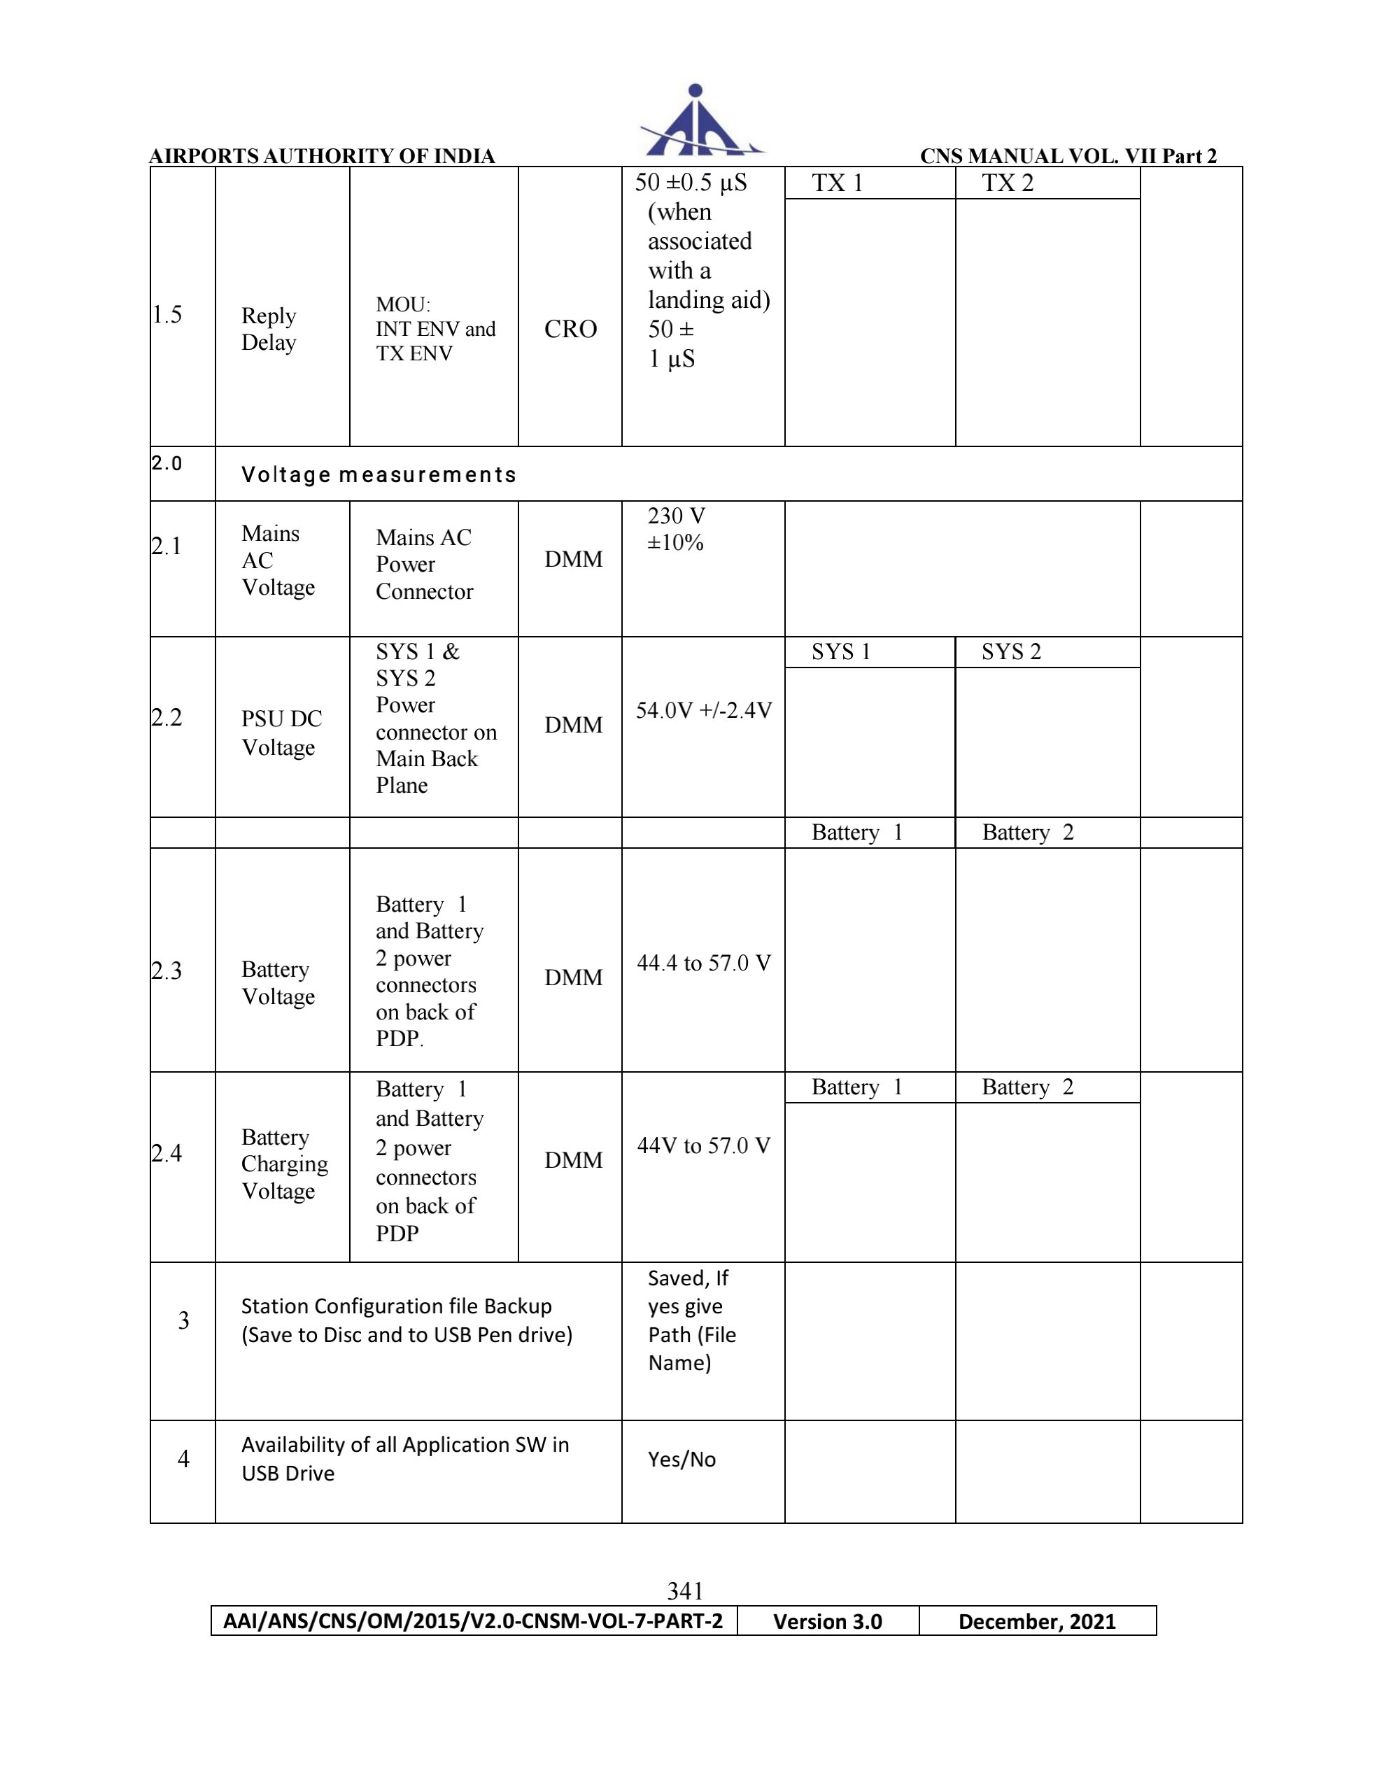 AIRPORTS AUTHORITY OF INDIA
CNS MANUAL VOL. VII Part 2
1.5
Reply
Delay
MOU:
INT ENV and
TX ENV
CRO
50 ±0.5 µS
(when
associated
with a
landing aid)
50 ±
1 µS
TX 1
TX 2
2.0
Voltage measurements
2.1
Mains
AC
Voltage
Mains AC
Power
Connector
DMM
230 V
±10%
2.2
PSU DC
Voltage
SYS 1 &
SYS 2
Power
connector on
Main Back
Plane
DMM
54.0V +/-2.4V
SYS 1
SYS 2
Battery 1
Battery 2
2.3
Battery
Voltage
Battery 1
and Battery
2 power
connectors
on back of
PDP.
DMM
44.4 to 57.0 V
2.4
Battery
Charging
Voltage
Battery 1
and Battery
2 power
connectors
on back of
PDP
DMM
44V to 57.0 V
Battery 1
Battery 2
3
Station Configuration file Backup
(Save to Disc and to USB Pen drive)
Saved, If
yes give
Path (File
Name)
4
Availability of all Application SW in
USB Drive
Yes/No
341
AAI/ANS/CNS/OM/2015/V2.0-CNSM-VOL-7-PART-2
Version 3.0
December, 2021